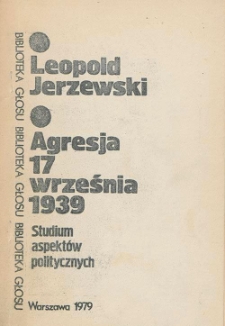 BIBLIOTEKA GŁOSU BIBLIOTEKA GŁOSU BIBLIOTEKA GŁOSU
Leopold
Jerzewski
Agresja
17
września
1939
Studium
aspektów
politycznych
Warszawa 1979